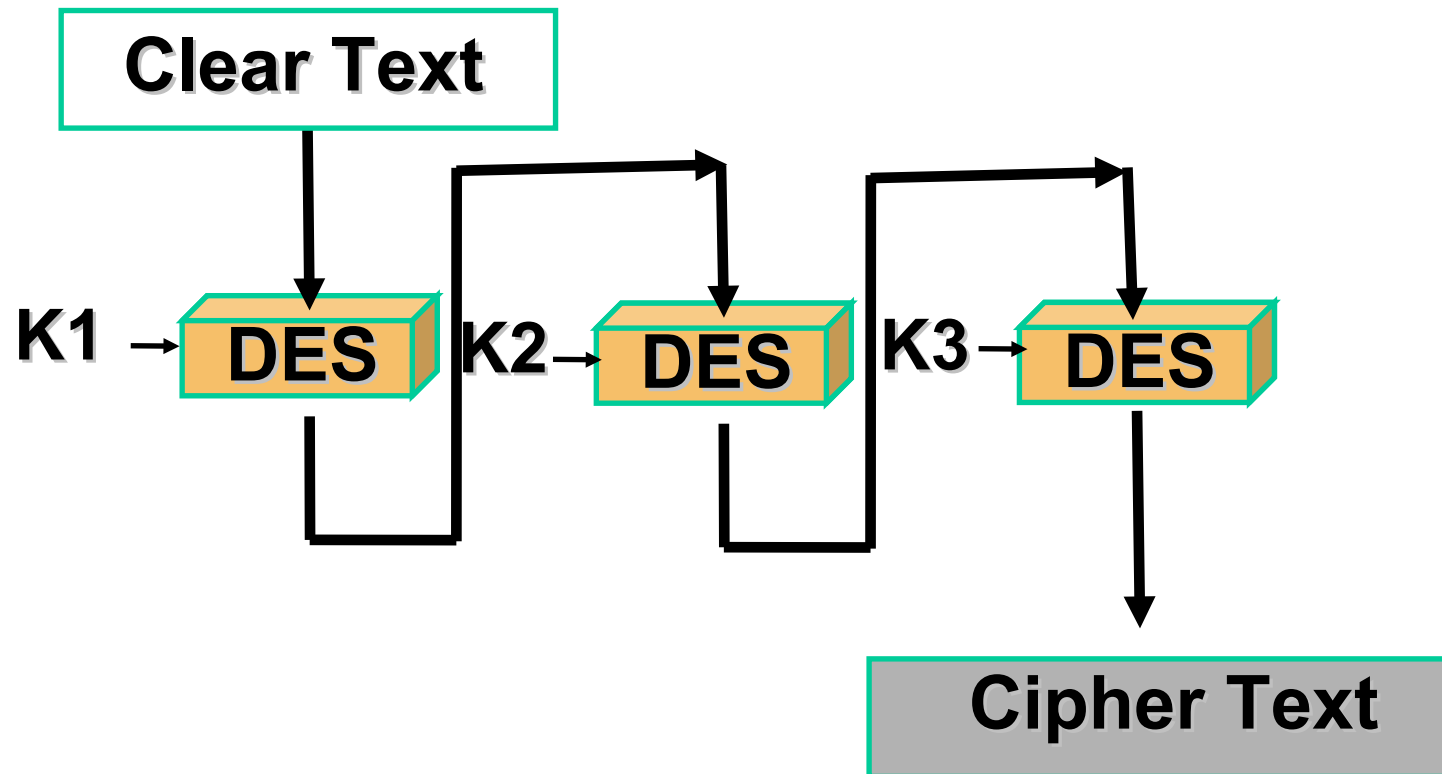 Clear Text
K1
DES
K2
DES
K3
DES
Cipher Text